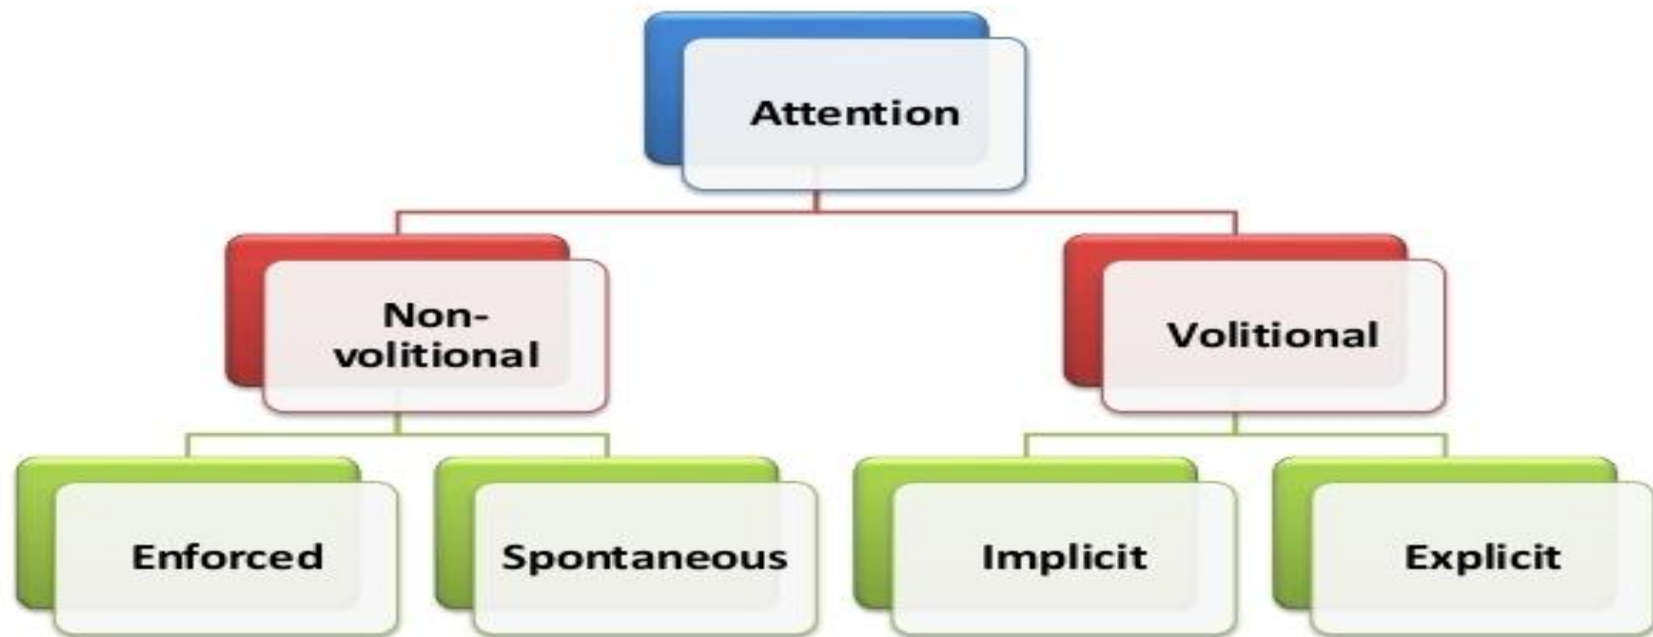 Attention
Non-
volitional
Volitional
Enforced
Spontaneous
Implicit
Explicit